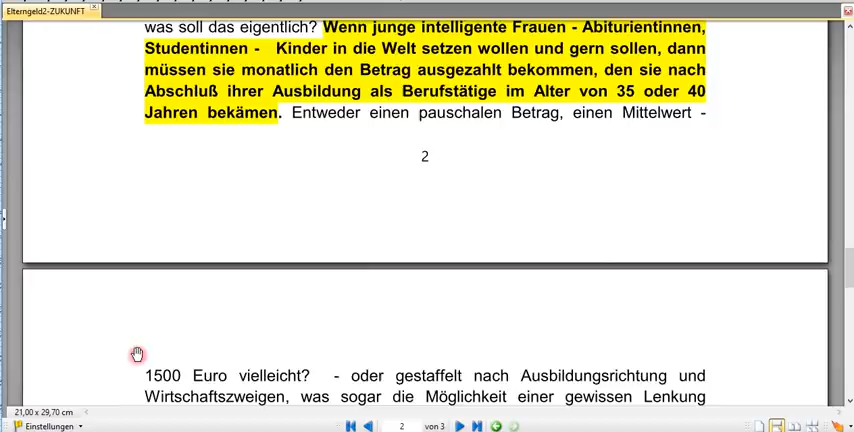 Elterngeld2-ZUKUNFT
was soll das eigentlich? Wenn junge intelligente Frauen - Abiturientinnen,
Studentinnen - Kinder in die Welt setzen wollen und gern sollen, dann
müssen sie monatlich den Betrag ausgezahlt bekommen, den sie nach
Abschluß ihrer Ausbildung als Berufstätige im Alter von 35 oder 40
Jahren bekämen. Entweder einen pauschalen Betrag, einen Mittelwert -
2
1500 Euro vielleicht? - oder gestaffelt nach Ausbildungsrichtung und
Wirtschaftszweigen, was sogar die Möglichkeit einer gewissen Lenkung
21,00 x 29,70 cm
Einstellungen 2 von 3